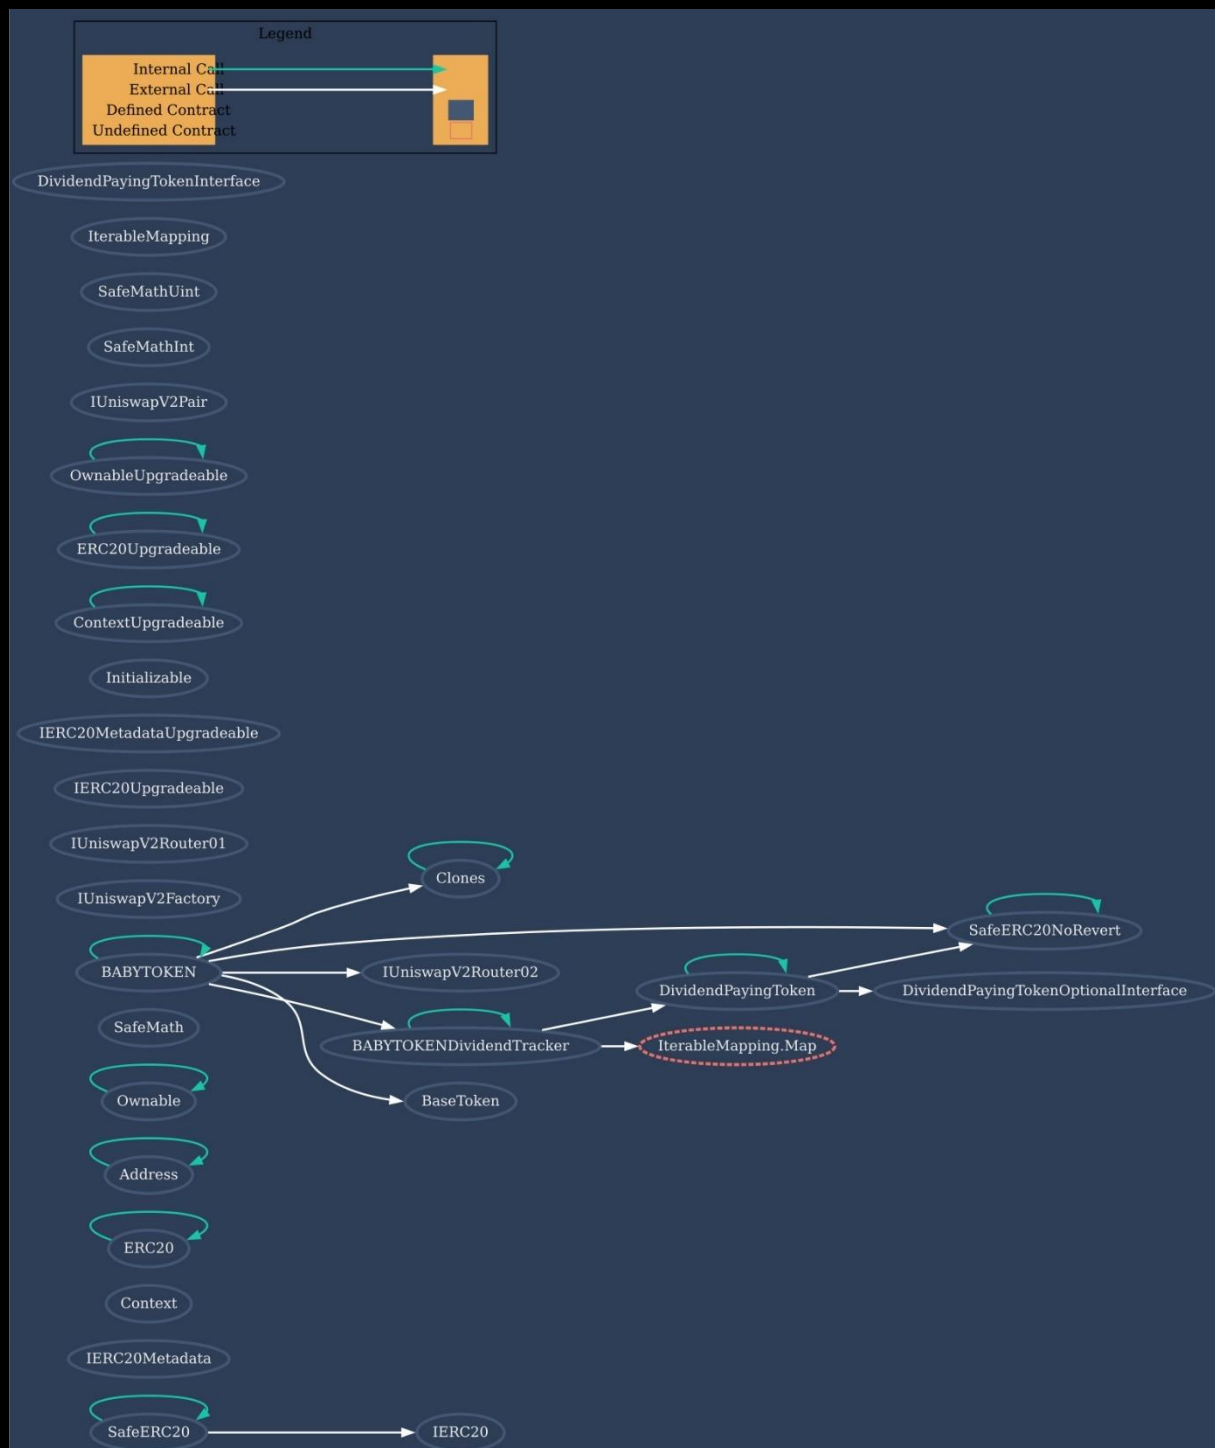 Legend
Internal Call
External Call
Defined Contract
Undefined Contract
DividendPayingTokenInterface
IterableMapping
SafeMathUint
SafeMathInt
IUniswapV2Pair
OwnableUpgradeable
ERC20Upgradeable
ContextUpgradeable
Initializable
IERC20MetadataUpgradeable
IERC20Upgradeable
IUniswapV2Router01
Clones
IUniswapV2Factory
SafeERC20NoRevert
BABYTOKEN
IUniswapV2Router02
DividendPayingToken
DividendPayingTokenOptionalInterface
SafeMath
BABYTOKENDividendTracker
IterableMapping.Map
Ownable
BaseToken
Address
ERC20
Context
IERC20Metadata
SafeERC20
IERC20